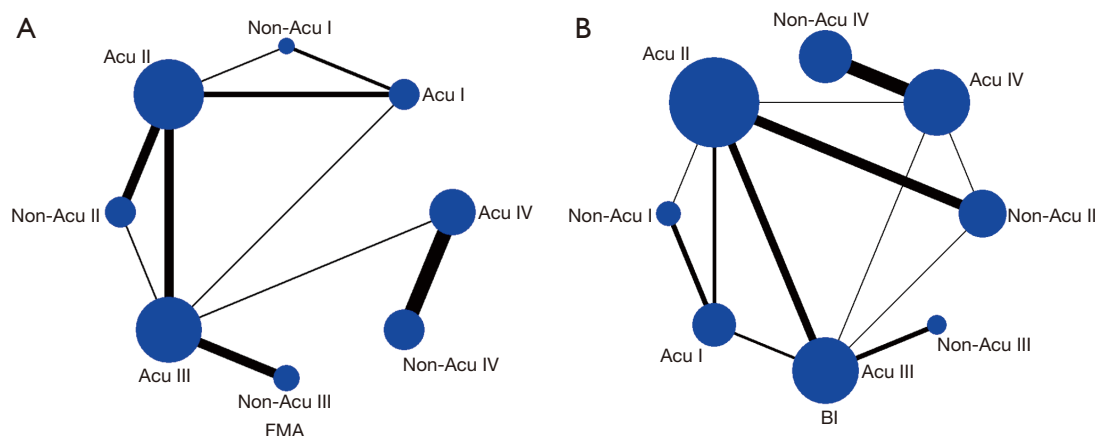 A
Non-Acu I
Acu II
Acu I
Non-Acu II
Acu IV
Acu III
Non-Acu IV
Non-Acu III
FMA
B
Non-Acu IV
Acu II
Acu IV
Non-Acu I
Non-Acu II
Acu I
Non-Acu III
Acu III
BI